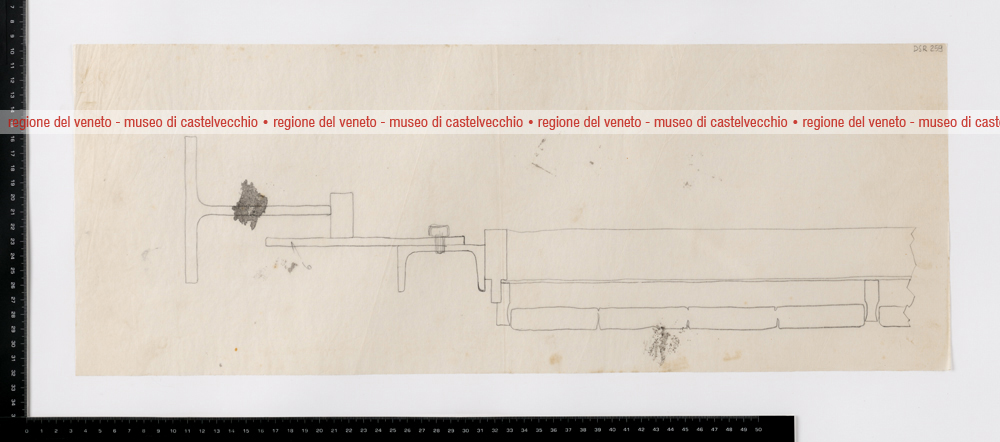 DSR 259
regione del veneto - museo di castelvecchio • regione del veneto - museo di castelvecchio • regione del veneto - museo di castelvecchio • regione del veneto - museo di cast
0 1 2 3 4 5 6 7 8 9 10 11 12 13 14 15 16 17 18 19 20 21 22 23 24 25 26 27 28 29 30 31 32 33 34 35 36 37 38 39 40 41 42 43 44 45 46 47 48 49 50